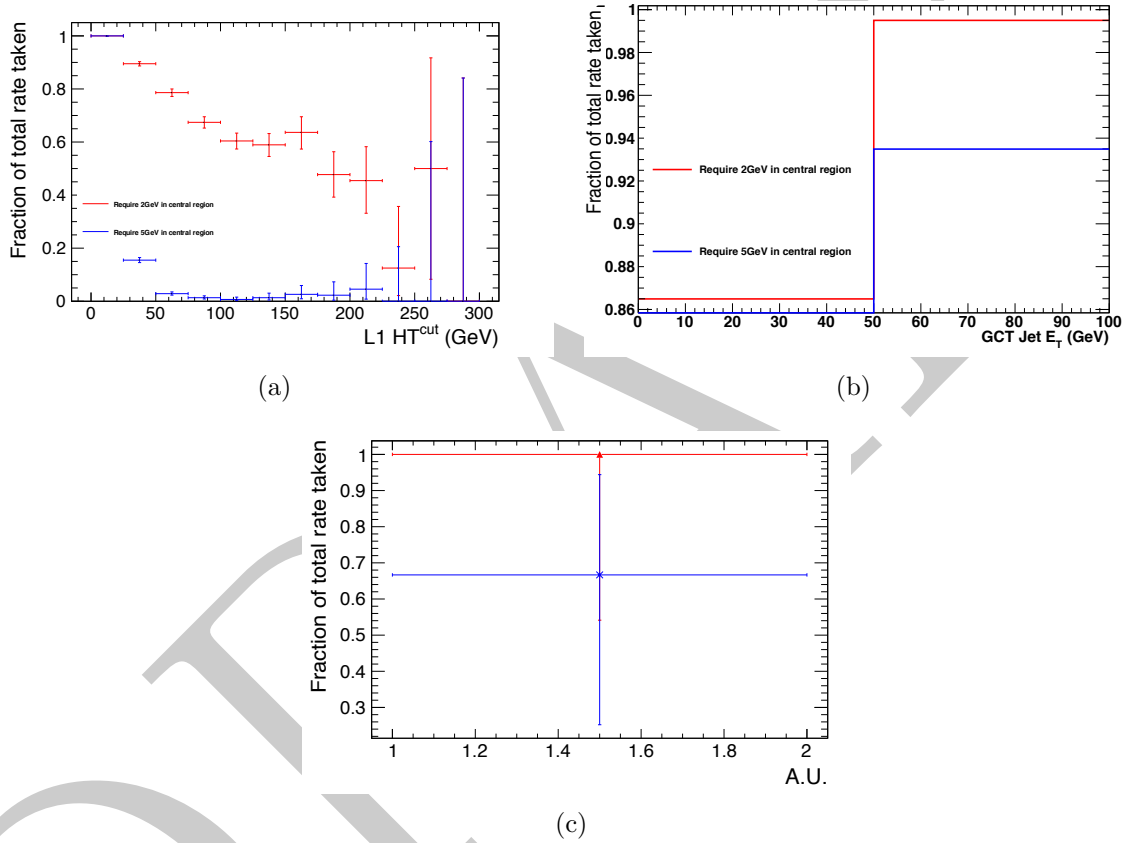 Fraction of total rate taken
1
0.8
0.6
0.4
0.2
0
Require 2GeV in central region
Require 5GeV in central region
0 50 100 150 200 250 300
L1 HT^cut (GeV)
(a)
Fraction of total rate taken
1
0.98
0.96
0.94
0.92
0.9
0.88
0.86
Require 2GeV in central region
Require 5GeV in central region
0 10 20 30 40 50 60 70 80 90 100
GCT Jet E_T (GeV)
(b)
Fraction of total rate taken
1
0.9
0.8
0.7
0.6
0.5
0.4
0.3
1 1.2 1.4 1.6 1.8 2
A.U.
(c)